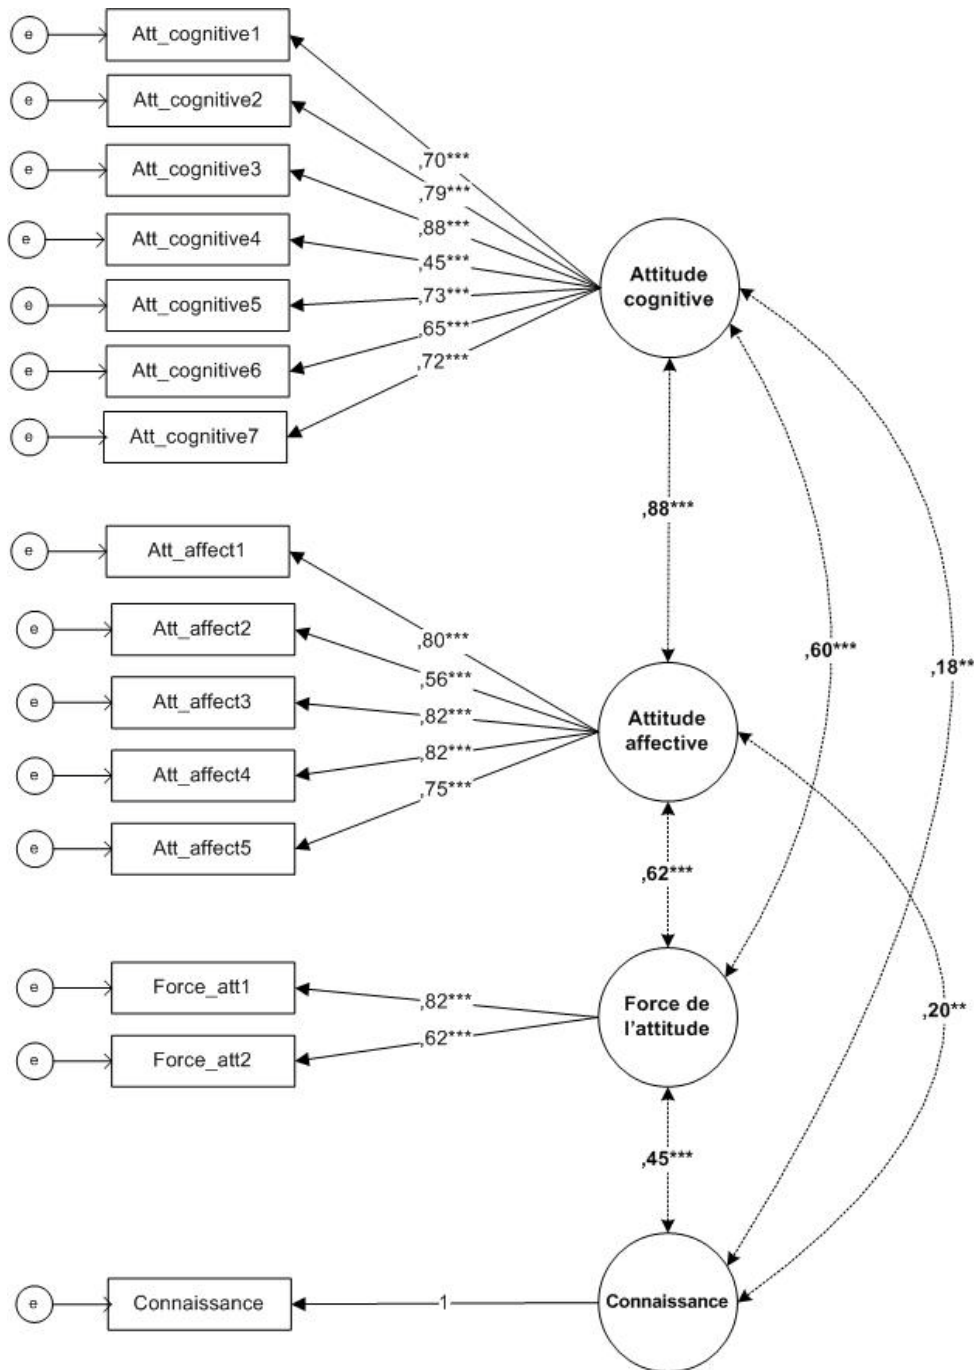 e
Att_cognitive1
e
Att_cognitive2
e
Att_cognitive3
e
Att_cognitive4
e
Att_cognitive5
e
Att_cognitive6
e
Att_cognitive7
,70***
,79***
,88***
,45***
,73***
,65***
,72***
Attitude
cognitive
,88***
,60***
,18**
e
Att_affect1
e
Att_affect2
e
Att_affect3
e
Att_affect4
e
Att_affect5
,80***
,56***
,82***
,82***
,75***
Attitude
affective
,62***
,20**
e
Force_att1
e
Force_att2
,82***
,62***
Force de
l'attitude
,45***
e
Connaissance
1
Connaissance